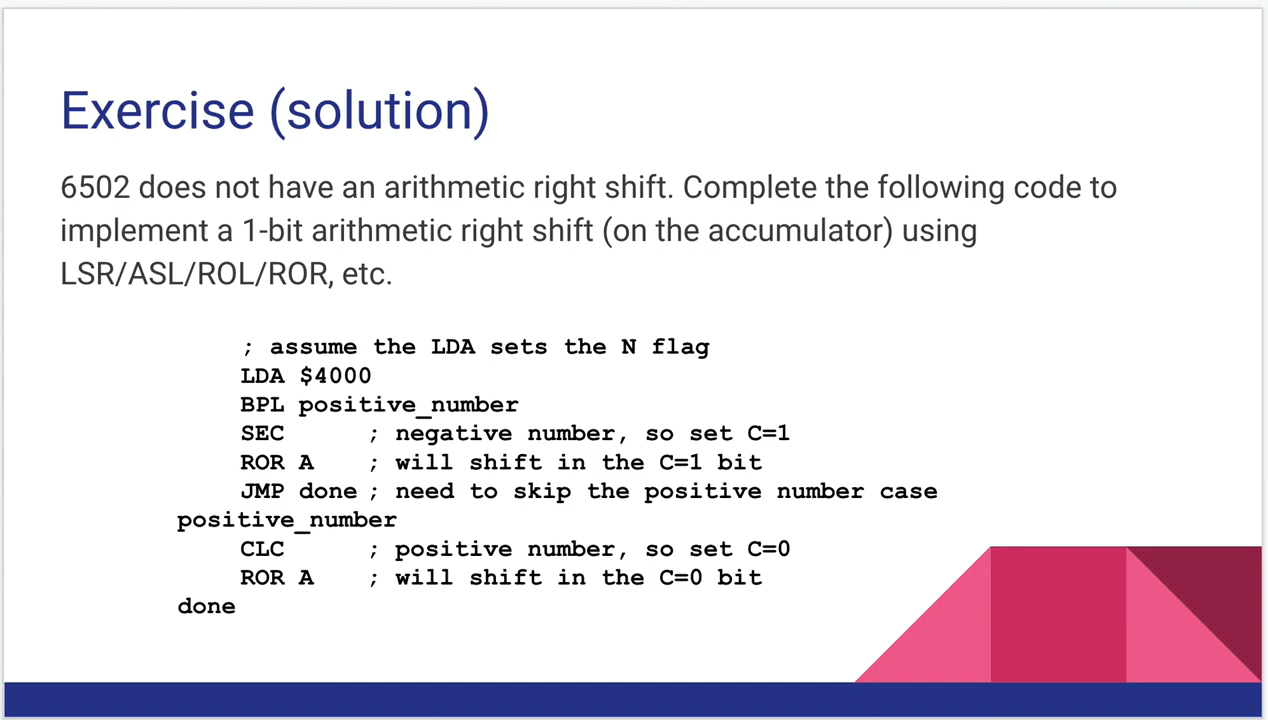 Exercise (solution)
6502 does not have an arithmetic right shift. Complete the following code to
implement a 1-bit arithmetic right shift (on the accumulator) using
LSR/ASL/ROL/ROR, etc.
; assume the LDA sets the N flag
LDA $4000
BPL positive_number
SEC ; negative number, so set C=1
ROR A ; will shift in the C=1 bit
JMP done ; need to skip the positive number case
positive_number
CLC ; positive number, so set C=0
ROR A ; will shift in the C=0 bit
done